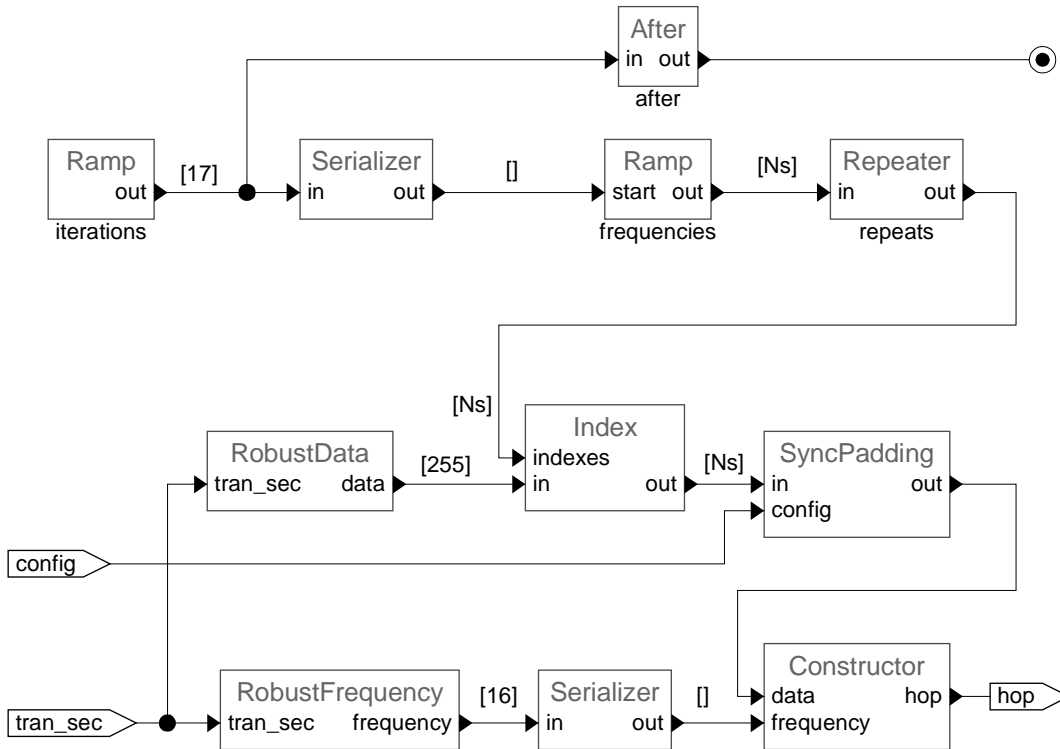 After
in out
after
Ramp
out
iterations
[17]
Serializer
in out
[]
Ramp
start out
frequencies
[Ns]
Repeater
in out
repeats
[Ns]
RobustData
tran_sec data
[255]
Index
indexes
in out
[Ns]
SyncPadding
in out
config
config
tran_sec
RobustFrequency
tran_sec frequency
[16]
Serializer
in out
[]
Constructor
data hop
frequency
hop